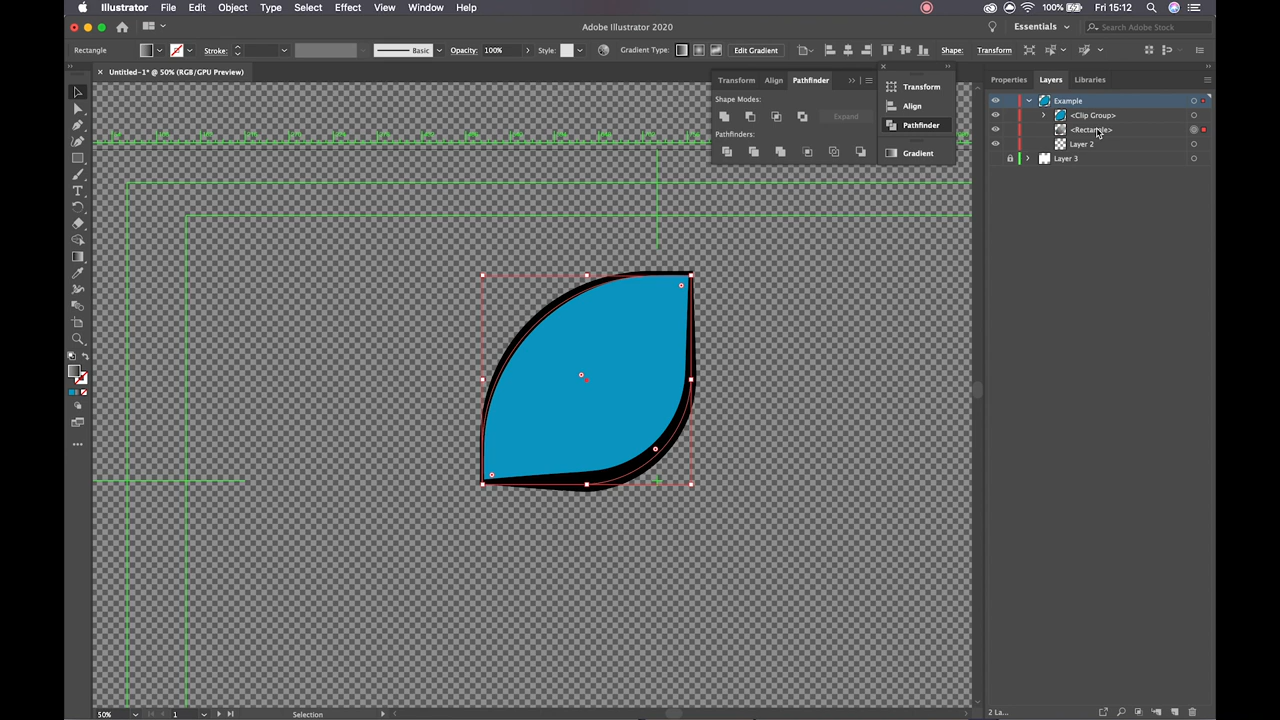 Illustrator File Edit Object Type Select Effect View Window Help 100% Fri 15:12
Adobe Illustrator 2020 Essentials Search Adobe Stock
Rectangle Stroke: Basic Opacity: 100% Style: Gradient Type: Edit Gradient Shape: Transform
× Untitled-1* @ 50% (RGB/GPU Preview)
Transform Align Pathfinder
Shape Modes:
Expand
Pathfinders:
Transform
Align
Pathfinder
Gradient
Properties Layers Libraries
Example
<Clip Group>
<Rectangle>
Layer 2
Layer 3
50% 1 Selection
2 La...